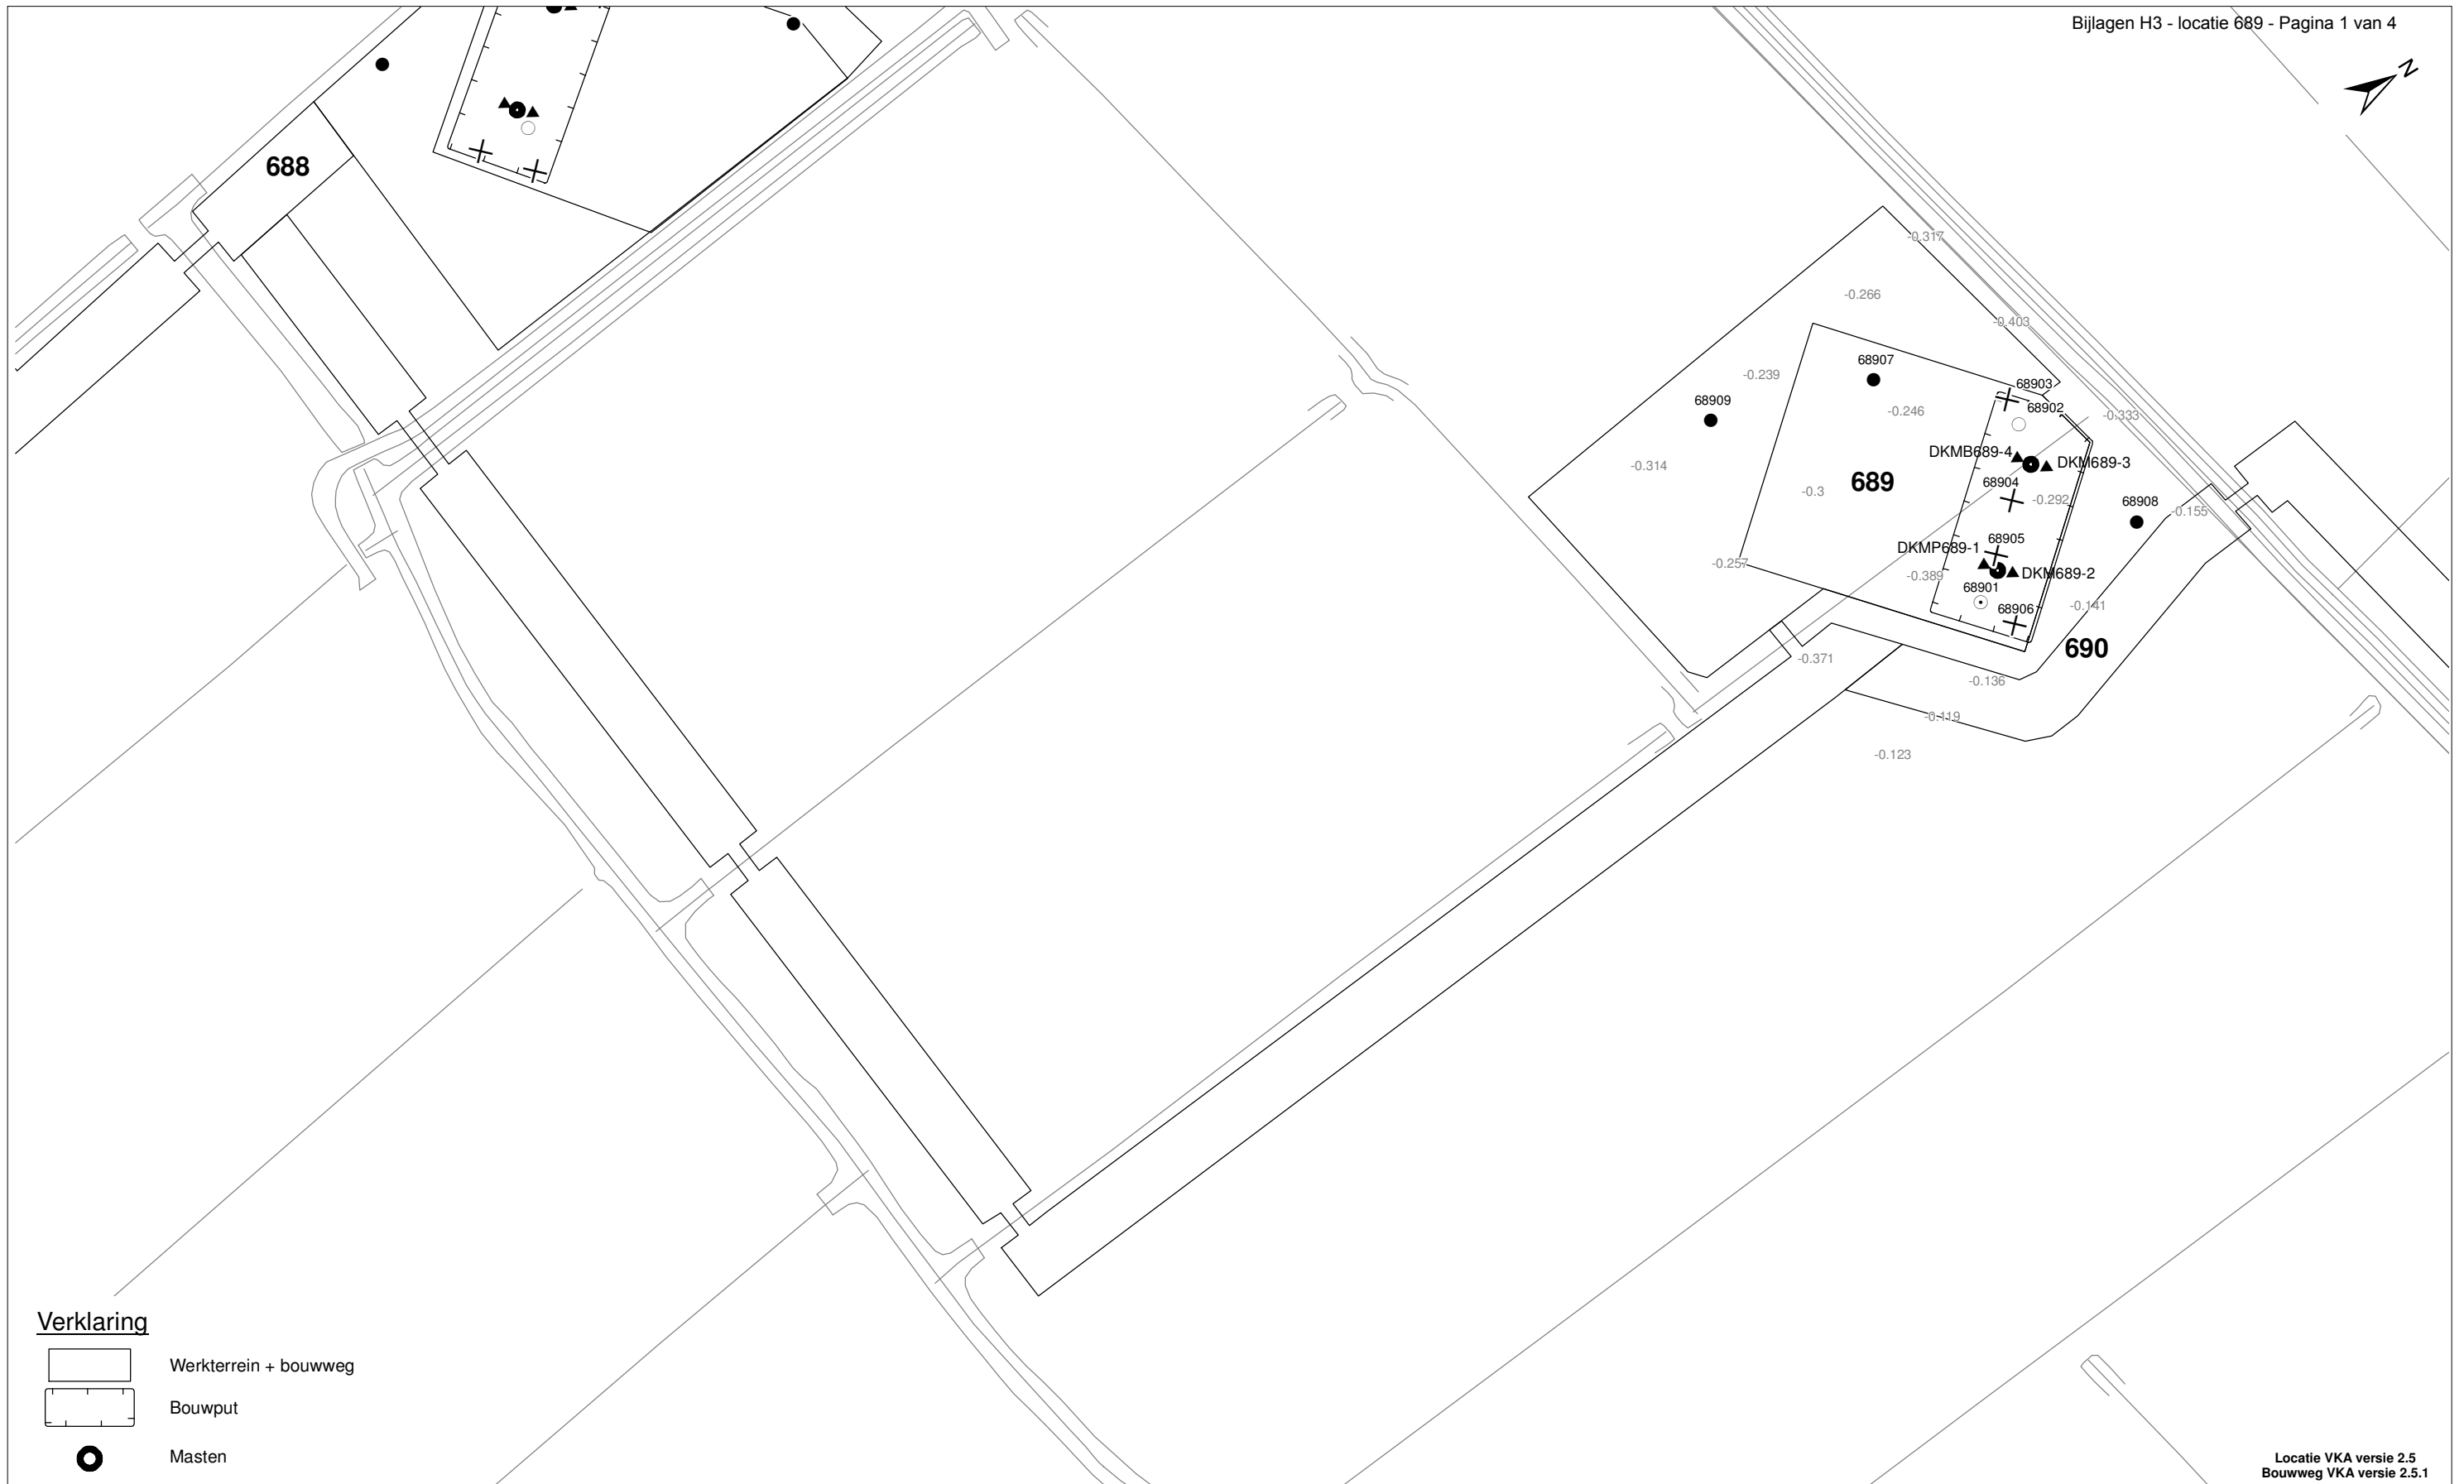 Bijlagen H3 - locatie 689 - Pagina 1 van 4
N
688
-0.317
-0.266
-0.403
68907
-0.239
68903
68909
-0.246
68902
-0.333
DKMB689-4
DKM689-3
-0.314
689
68904
-0.3
-0.292
68908
-0.155
68905
DKMP689-1
-0.257
-0.389
DKM689-2
68901
68906
-0.141
690
-0.371
-0.136
-0.119
-0.123
Verklaring
Werkterrein + bouwweg
Bouwput
Masten
Locatie VKA versie 2.5
Bouwweg VKA versie 2.5.1